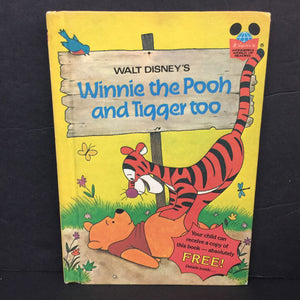 WALT DISNEY'S
Winnie the Pooh
and Tigger too
Your child can
receive a copy of
this book — absolutely
FREE!